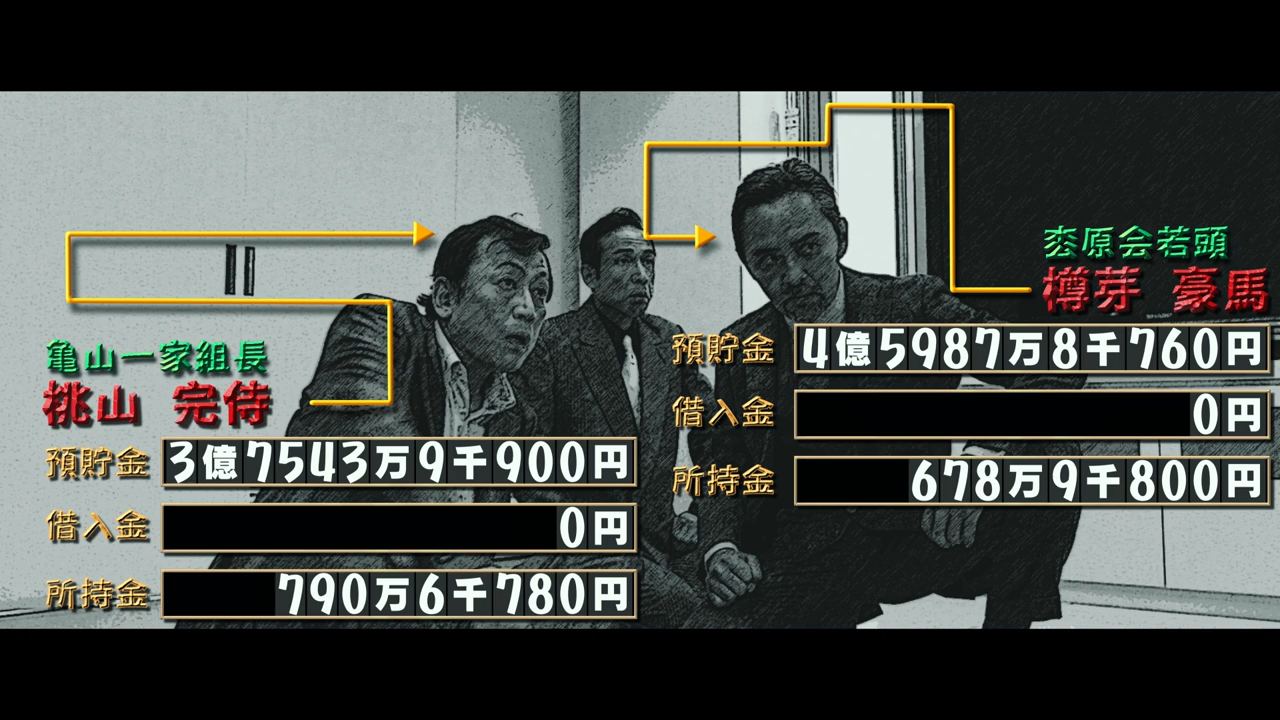 亀山一家組長
桃山 完侍
預貯金 3億7543万9千900円
借入金 0円
所持金 790万6千780円
枩原会若頭
樽芽 豪馬
預貯金 4億5987万8千760円
借入金 0円
所持金 678万9千800円